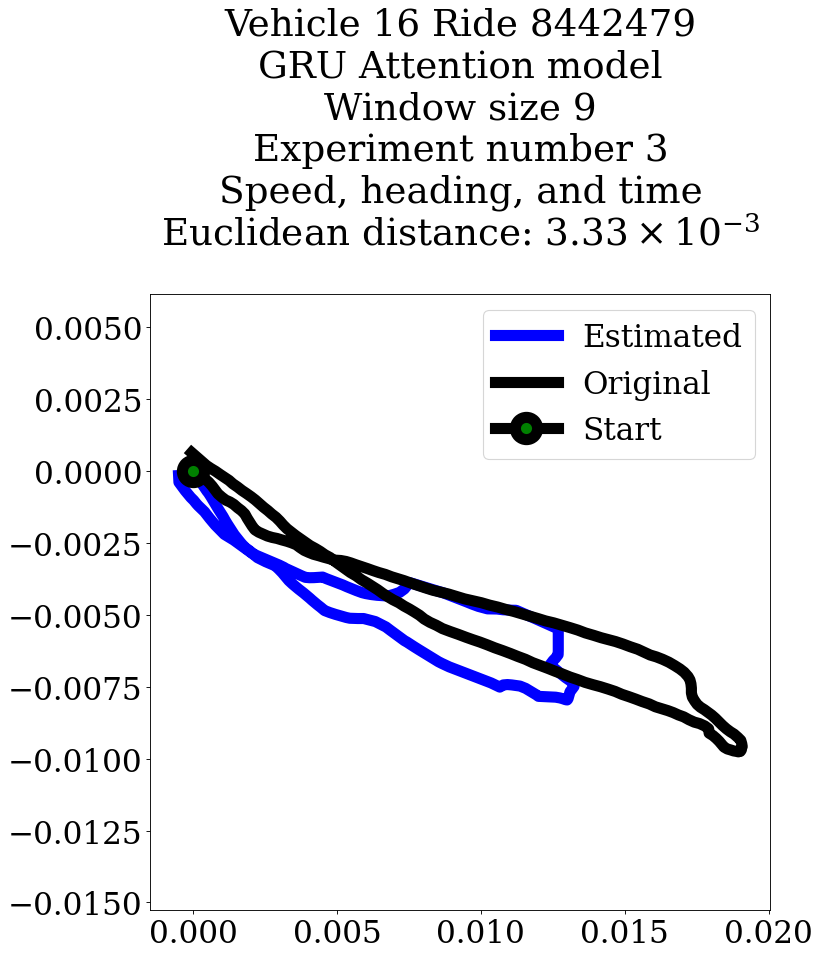 Vehicle 16 Ride 8442479
GRU Attention model
Window size 9
Experiment number 3
Speed, heading, and time
Euclidean distance: 3.33 × 10⁻³
Estimated
Original
Start
0.0050
0.0025
0.0000
−0.0025
−0.0050
−0.0075
−0.0100
−0.0125
−0.0150
0.000 0.005 0.010 0.015 0.020